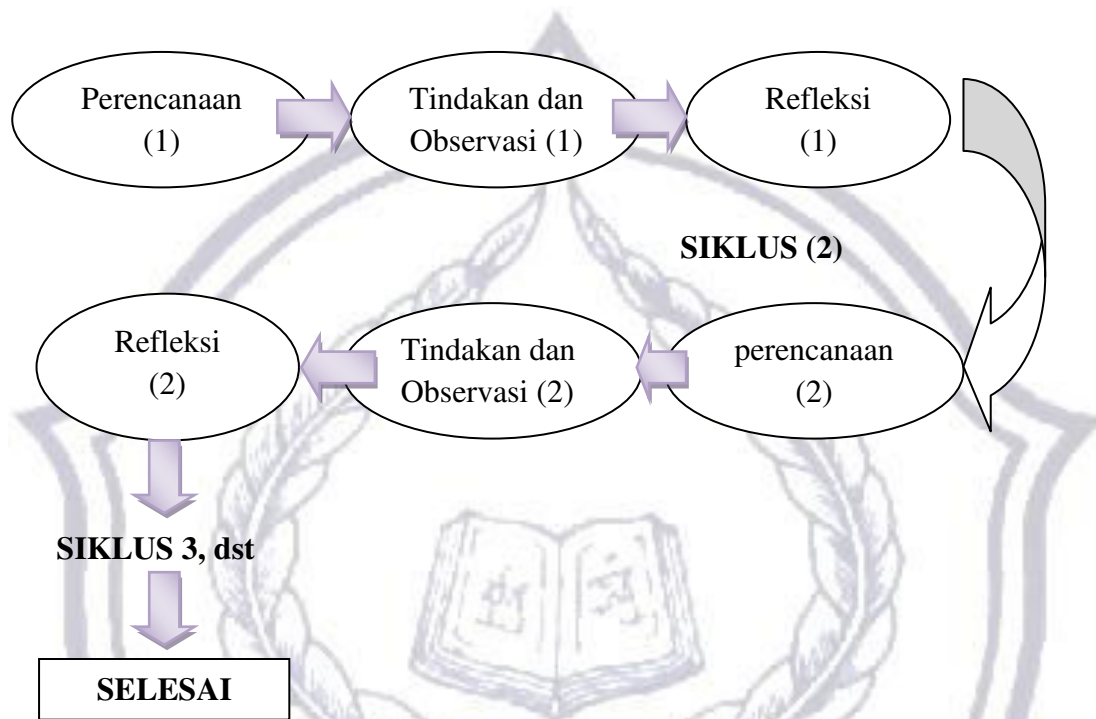 Perencanaan
(1)
Tindakan dan
Observasi (1)
Refleksi
(1)
SIKLUS (2)
perencanaan
(2)
Tindakan dan
Observasi (2)
Refleksi
(2)
SIKLUS 3, dst
SELESAI